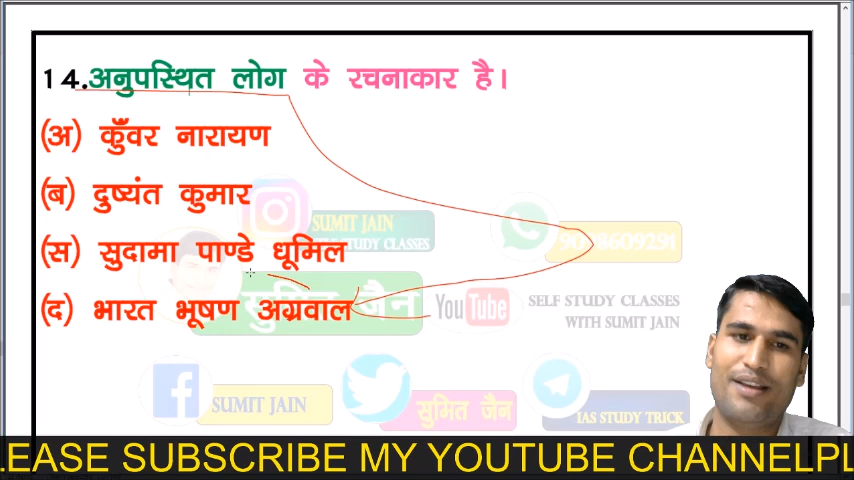 14.अनुपस्थित लोग के रचनाकार है।
(अ) कुँवर नारायण
(ब) दुष्यंत कुमार
(स) सुदामा पाण्डे धूमिल
(द) भारत भूषण अग्रवाल
SUMIT JAIN
STUDY CLASSES
9098609291
सुमित जैन
YouTube
SELF STUDY CLASSES
WITH SUMIT JAIN
SUMIT JAIN
सुमित जैन
IAS STUDY TRICK
LEASE SUBSCRIBE MY YOUTUBE CHANNELPL